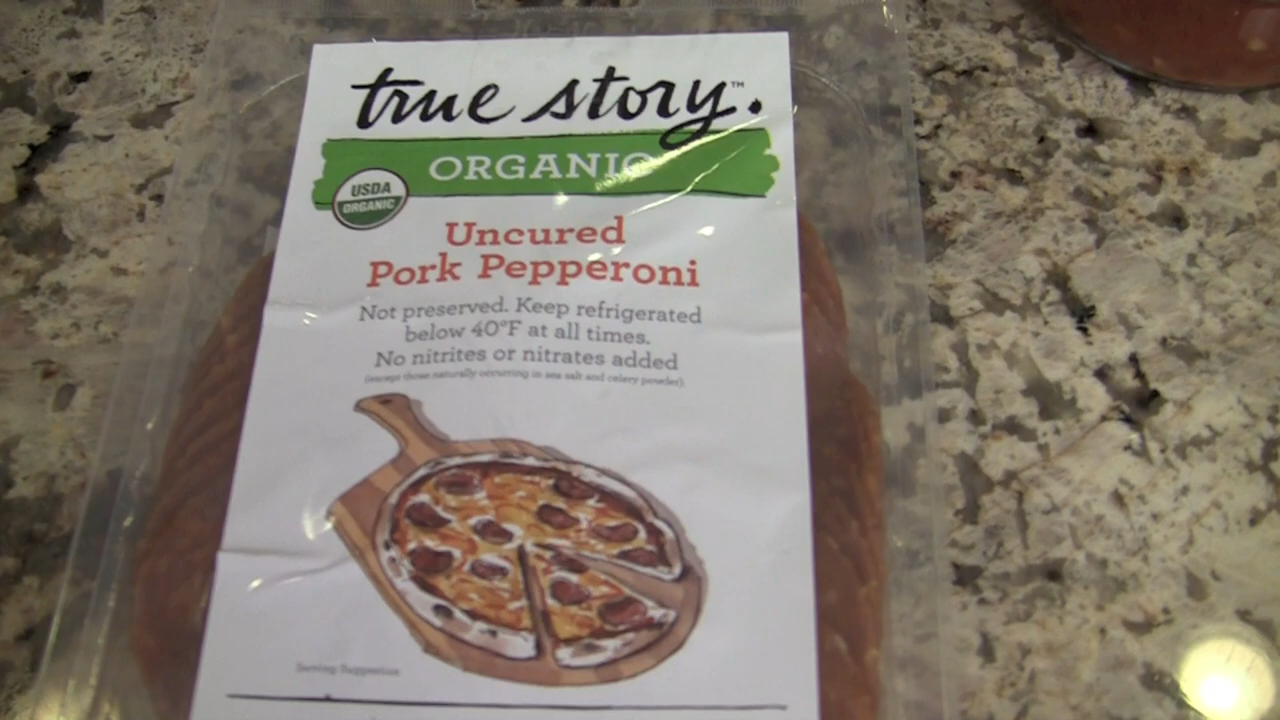 true story.™
ORGANIC
USDA
ORGANIC
Uncured
Pork Pepperoni
Not preserved. Keep refrigerated
below 40°F at all times.
No nitrites or nitrates added
(except those naturally occurring in sea salt and celery powder).
Serving Suggestion